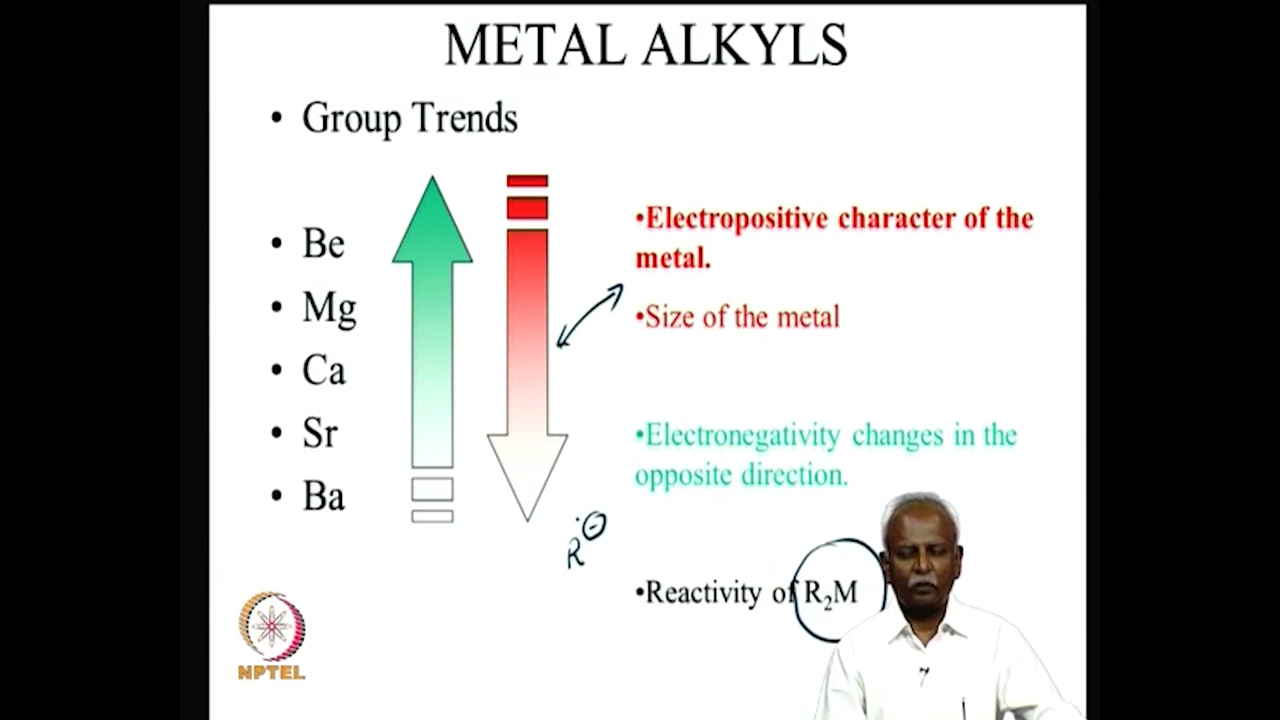 METAL ALKYLS
• Group Trends
• Be
• Mg
• Ca
• Sr
• Ba
•Electropositive character of the
metal.
•Size of the metal
•Electronegativity changes in the
opposite direction.
R⊖
•Reactivity of R₂M
NPTEL